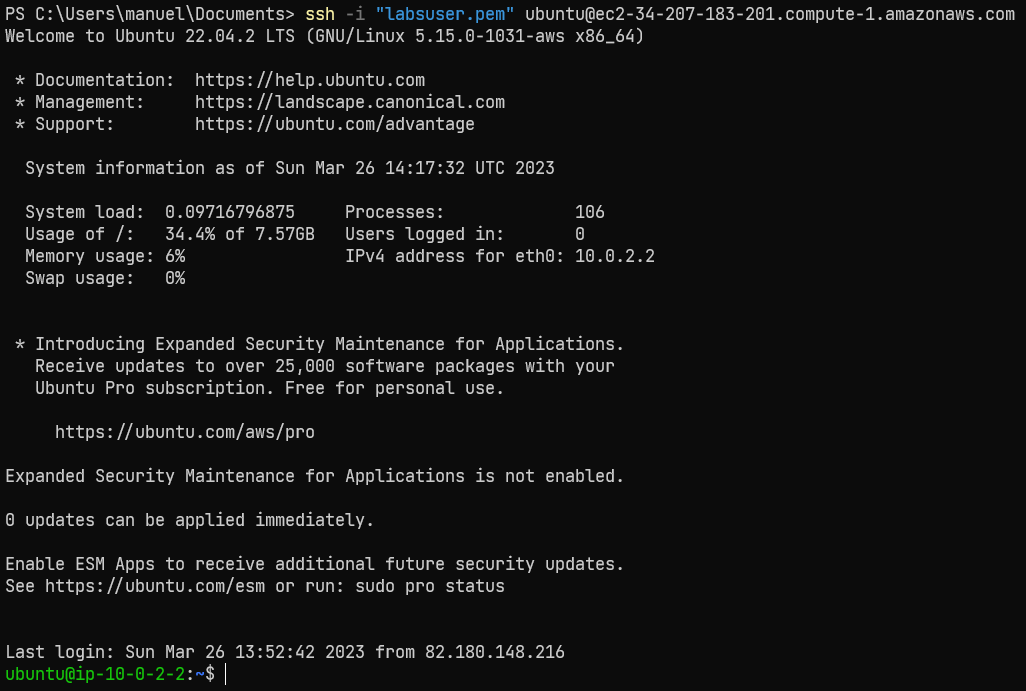 PS C:\Users\manuel\Documents> ssh -i "labsuser.pem" ubuntu@ec2-34-207-183-201.compute-1.amazonaws.com
Welcome to Ubuntu 22.04.2 LTS (GNU/Linux 5.15.0-1031-aws x86_64)

 * Documentation:  https://help.ubuntu.com
 * Management:     https://landscape.canonical.com
 * Support:        https://ubuntu.com/advantage

  System information as of Sun Mar 26 14:17:32 UTC 2023

  System load:  0.09716796875     Processes:             106
  Usage of /:   34.4% of 7.57GB   Users logged in:       0
  Memory usage: 6%                IPv4 address for eth0: 10.0.2.2
  Swap usage:   0%


 * Introducing Expanded Security Maintenance for Applications.
   Receive updates to over 25,000 software packages with your
   Ubuntu Pro subscription. Free for personal use.

     https://ubuntu.com/aws/pro

Expanded Security Maintenance for Applications is not enabled.

0 updates can be applied immediately.

Enable ESM Apps to receive additional future security updates.
See https://ubuntu.com/esm or run: sudo pro status


Last login: Sun Mar 26 13:52:42 2023 from 82.180.148.216
ubuntu@ip-10-0-2-2:~$